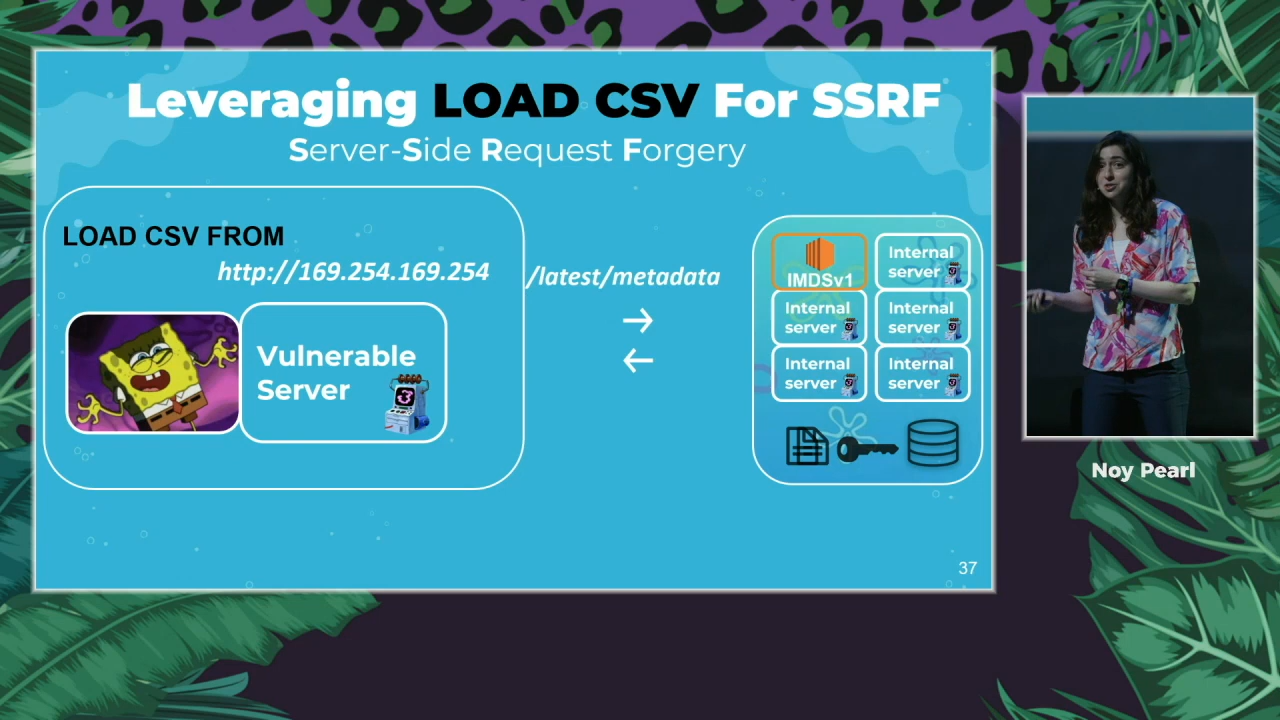 Leveraging LOAD CSV For SSRF
Server-Side Request Forgery
LOAD CSV FROM
http://169.254.169.254
/latest/metadata
→
←
Vulnerable
Server
IMDSv1
Internal
server
Internal
server
Internal
server
Internal
server
Internal
server
37
Noy Pearl